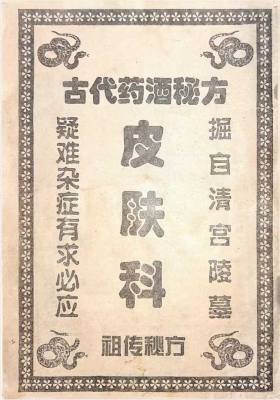 古代药酒秘方
掘自清宫陵墓
皮肤科
疑难杂症有求必应
祖传秘方